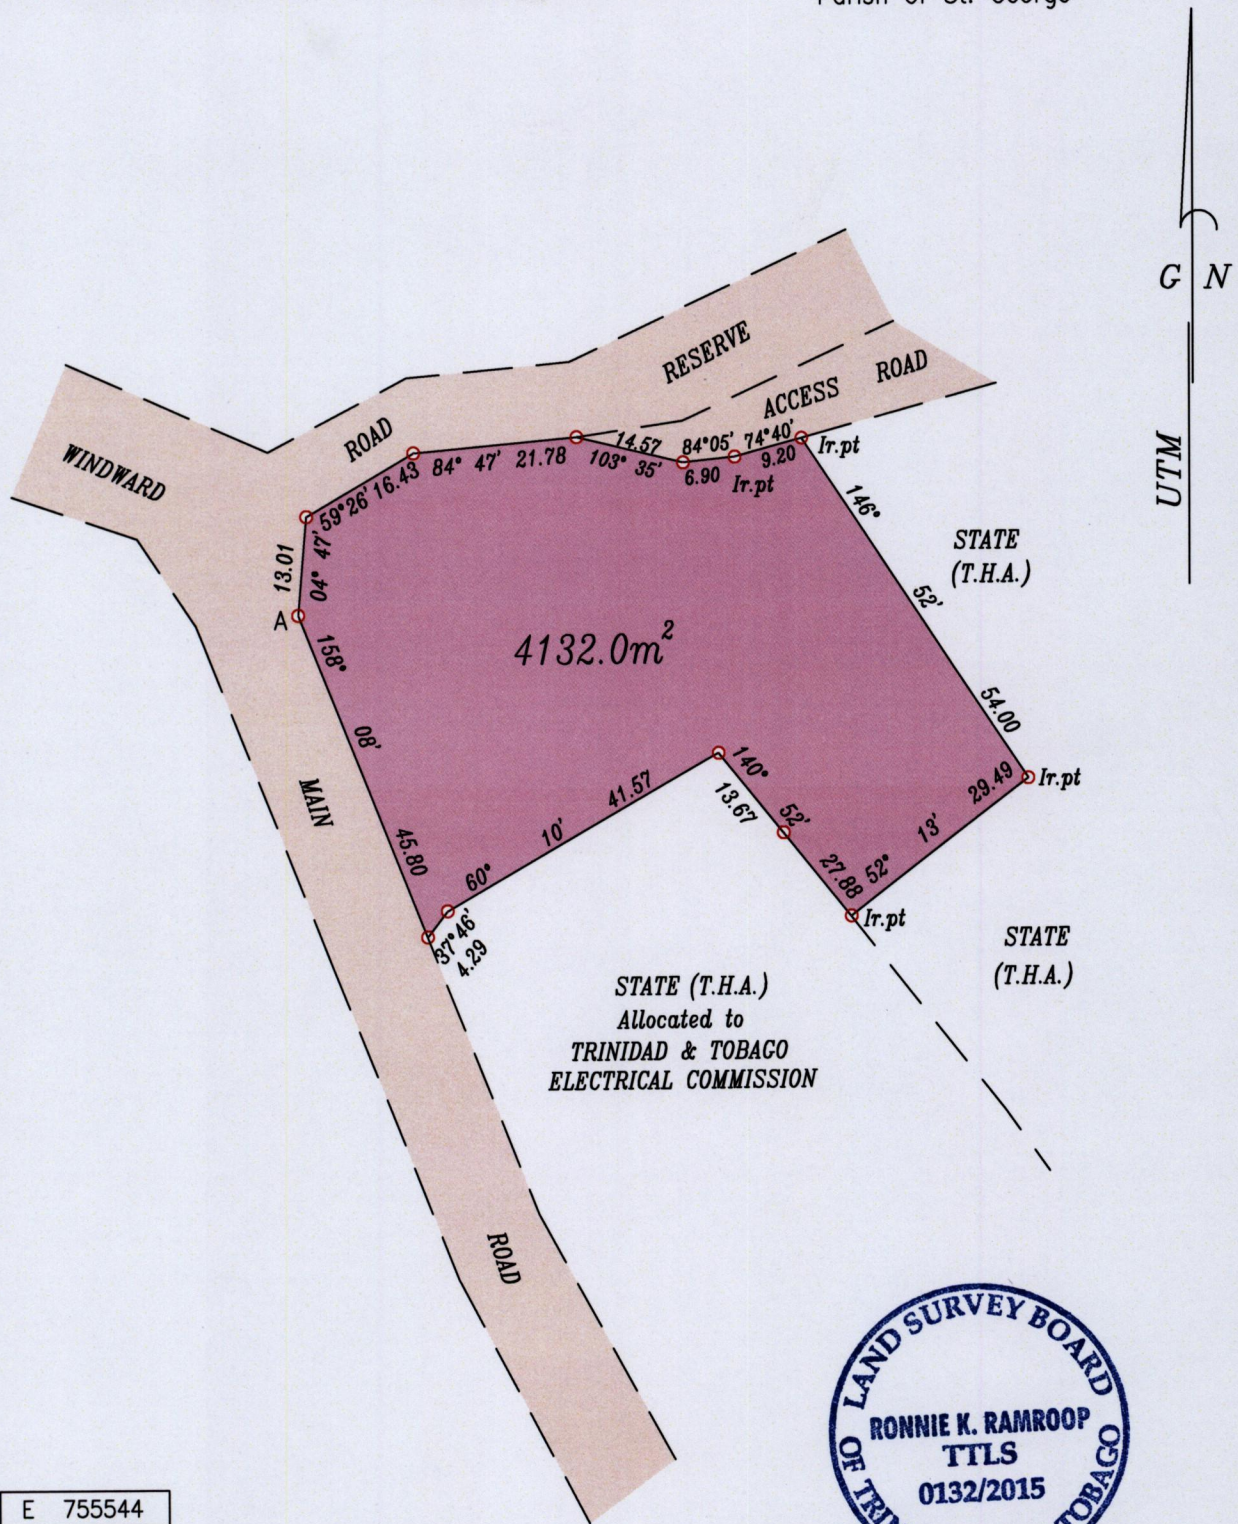 Parish of St. George
G N
UTM
RESERVE
ROAD
ACCESS ROAD
WINDWARD
MAIN
ROAD
A
13.01
04° 47'
59°26' 16.43
84° 47' 21.78
14.57
103° 35'
84°05'
6.90
74°40'
9.20
Ir.pt
Ir.pt
146° 52' 54.00
STATE
(T.H.A.)
4132.0m²
158° 08' 45.80
37°46'
4.29
60° 10' 41.57
140° 52'
13.67
27.88
52° 13' 29.49
Ir.pt
Ir.pt
STATE
(T.H.A.)
STATE (T.H.A.)
Allocated to
TRINIDAD & TOBAGO
ELECTRICAL COMMISSION
LAND SURVEY BOARD
RONNIE K. RAMROOP
TTLS
0132/2015
OF TOBAGO
E 755544